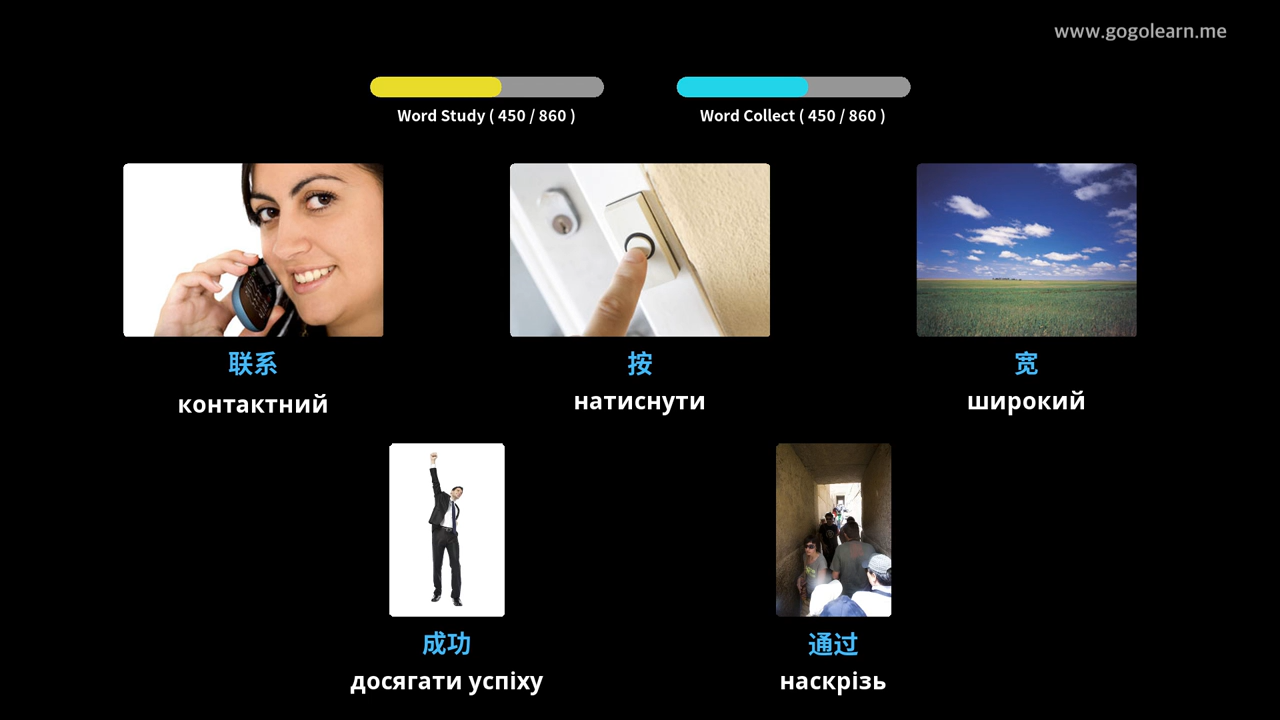 www.gogolearn.me
Word Study ( 450 / 860 )
Word Collect ( 450 / 860 )
联系
контактний
按
натиснути
宽
широкий
成功
досягати успіху
通过
наскрізь